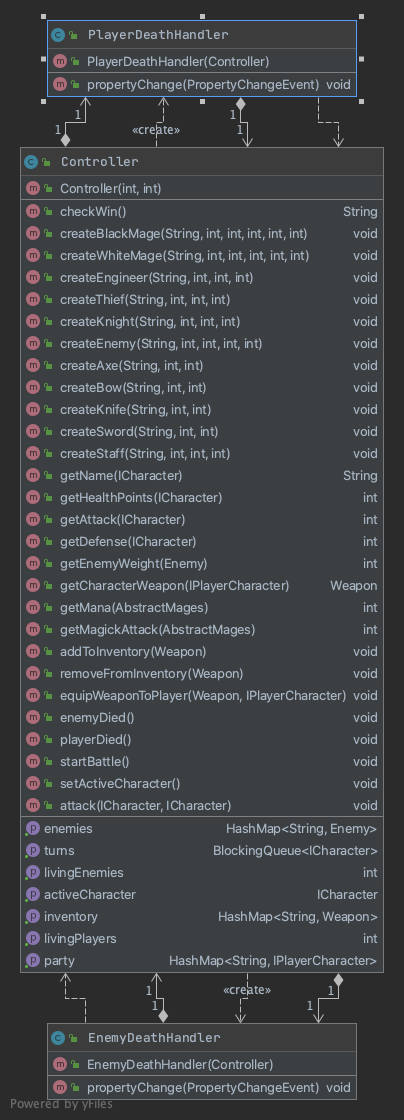 C PlayerDeathHandler
m PlayerDeathHandler(Controller)
m propertyChange(PropertyChangeEvent) void
1 1
«create»
1 1
C Controller
m Controller(int, int)
m checkWin() String
m createBlackMage(String, int, int, int, int, int) void
m createWhiteMage(String, int, int, int, int, int) void
m createEngineer(String, int, int, int) void
m createThief(String, int, int, int) void
m createKnight(String, int, int, int) void
m createEnemy(String, int, int, int, int) void
m createAxe(String, int, int) void
m createBow(String, int, int) void
m createKnife(String, int, int) void
m createSword(String, int, int) void
m createStaff(String, int, int, int) void
m getName(ICharacter) String
m getHealthPoints(ICharacter) int
m getAttack(ICharacter) int
m getDefense(ICharacter) int
m getEnemyWeight(Enemy) int
m getCharacterWeapon(IPlayerCharacter) Weapon
m getMana(AbstractMages) int
m getMagickAttack(AbstractMages) int
m addToInventory(Weapon) void
m removeFromInventory(Weapon) void
m equipWeaponToPlayer(Weapon, IPlayerCharacter) void
m enemyDied() void
m playerDied() void
m startBattle() void
m setActiveCharacter() void
m attack(ICharacter, ICharacter) void
p enemies HashMap<String, Enemy>
p turns BlockingQueue<ICharacter>
p livingEnemies int
p activeCharacter ICharacter
p inventory HashMap<String, Weapon>
p livingPlayers int
p party HashMap<String, IPlayerCharacter>
1 1
«create»
1 1
C EnemyDeathHandler
m EnemyDeathHandler(Controller)
m propertyChange(PropertyChangeEvent) void
Powered by yFiles